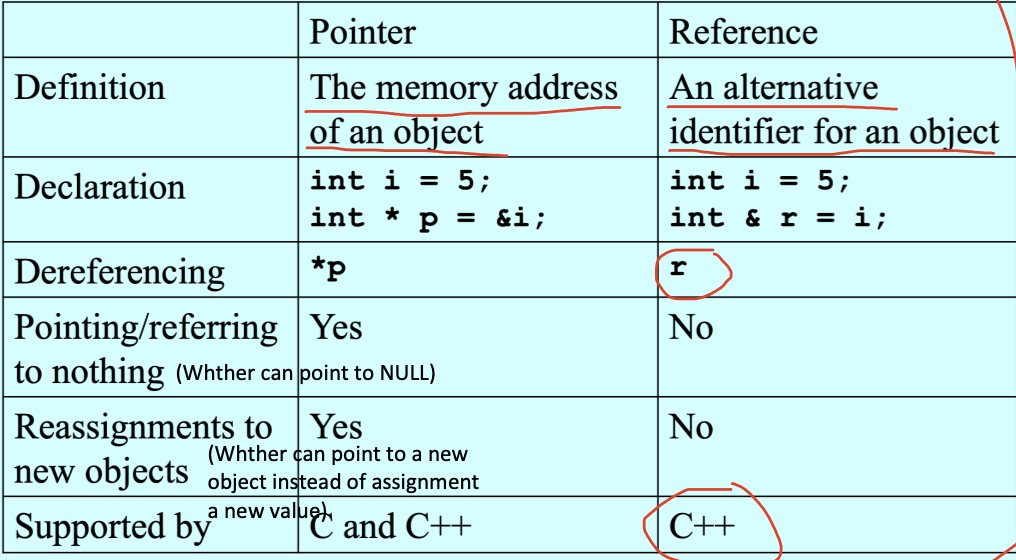 Pointer Reference
Definition The memory address An alternative
of an object identifier for an object
Declaration int i = 5; int i = 5;
int * p = &i; int & r = i;
Dereferencing *p r
Pointing/referring Yes No
to nothing (Whther can point to NULL)
Reassignments to Yes No
new objects (Whther can point to a new
object instead of assignment
a new value).
Supported by C and C++ C++